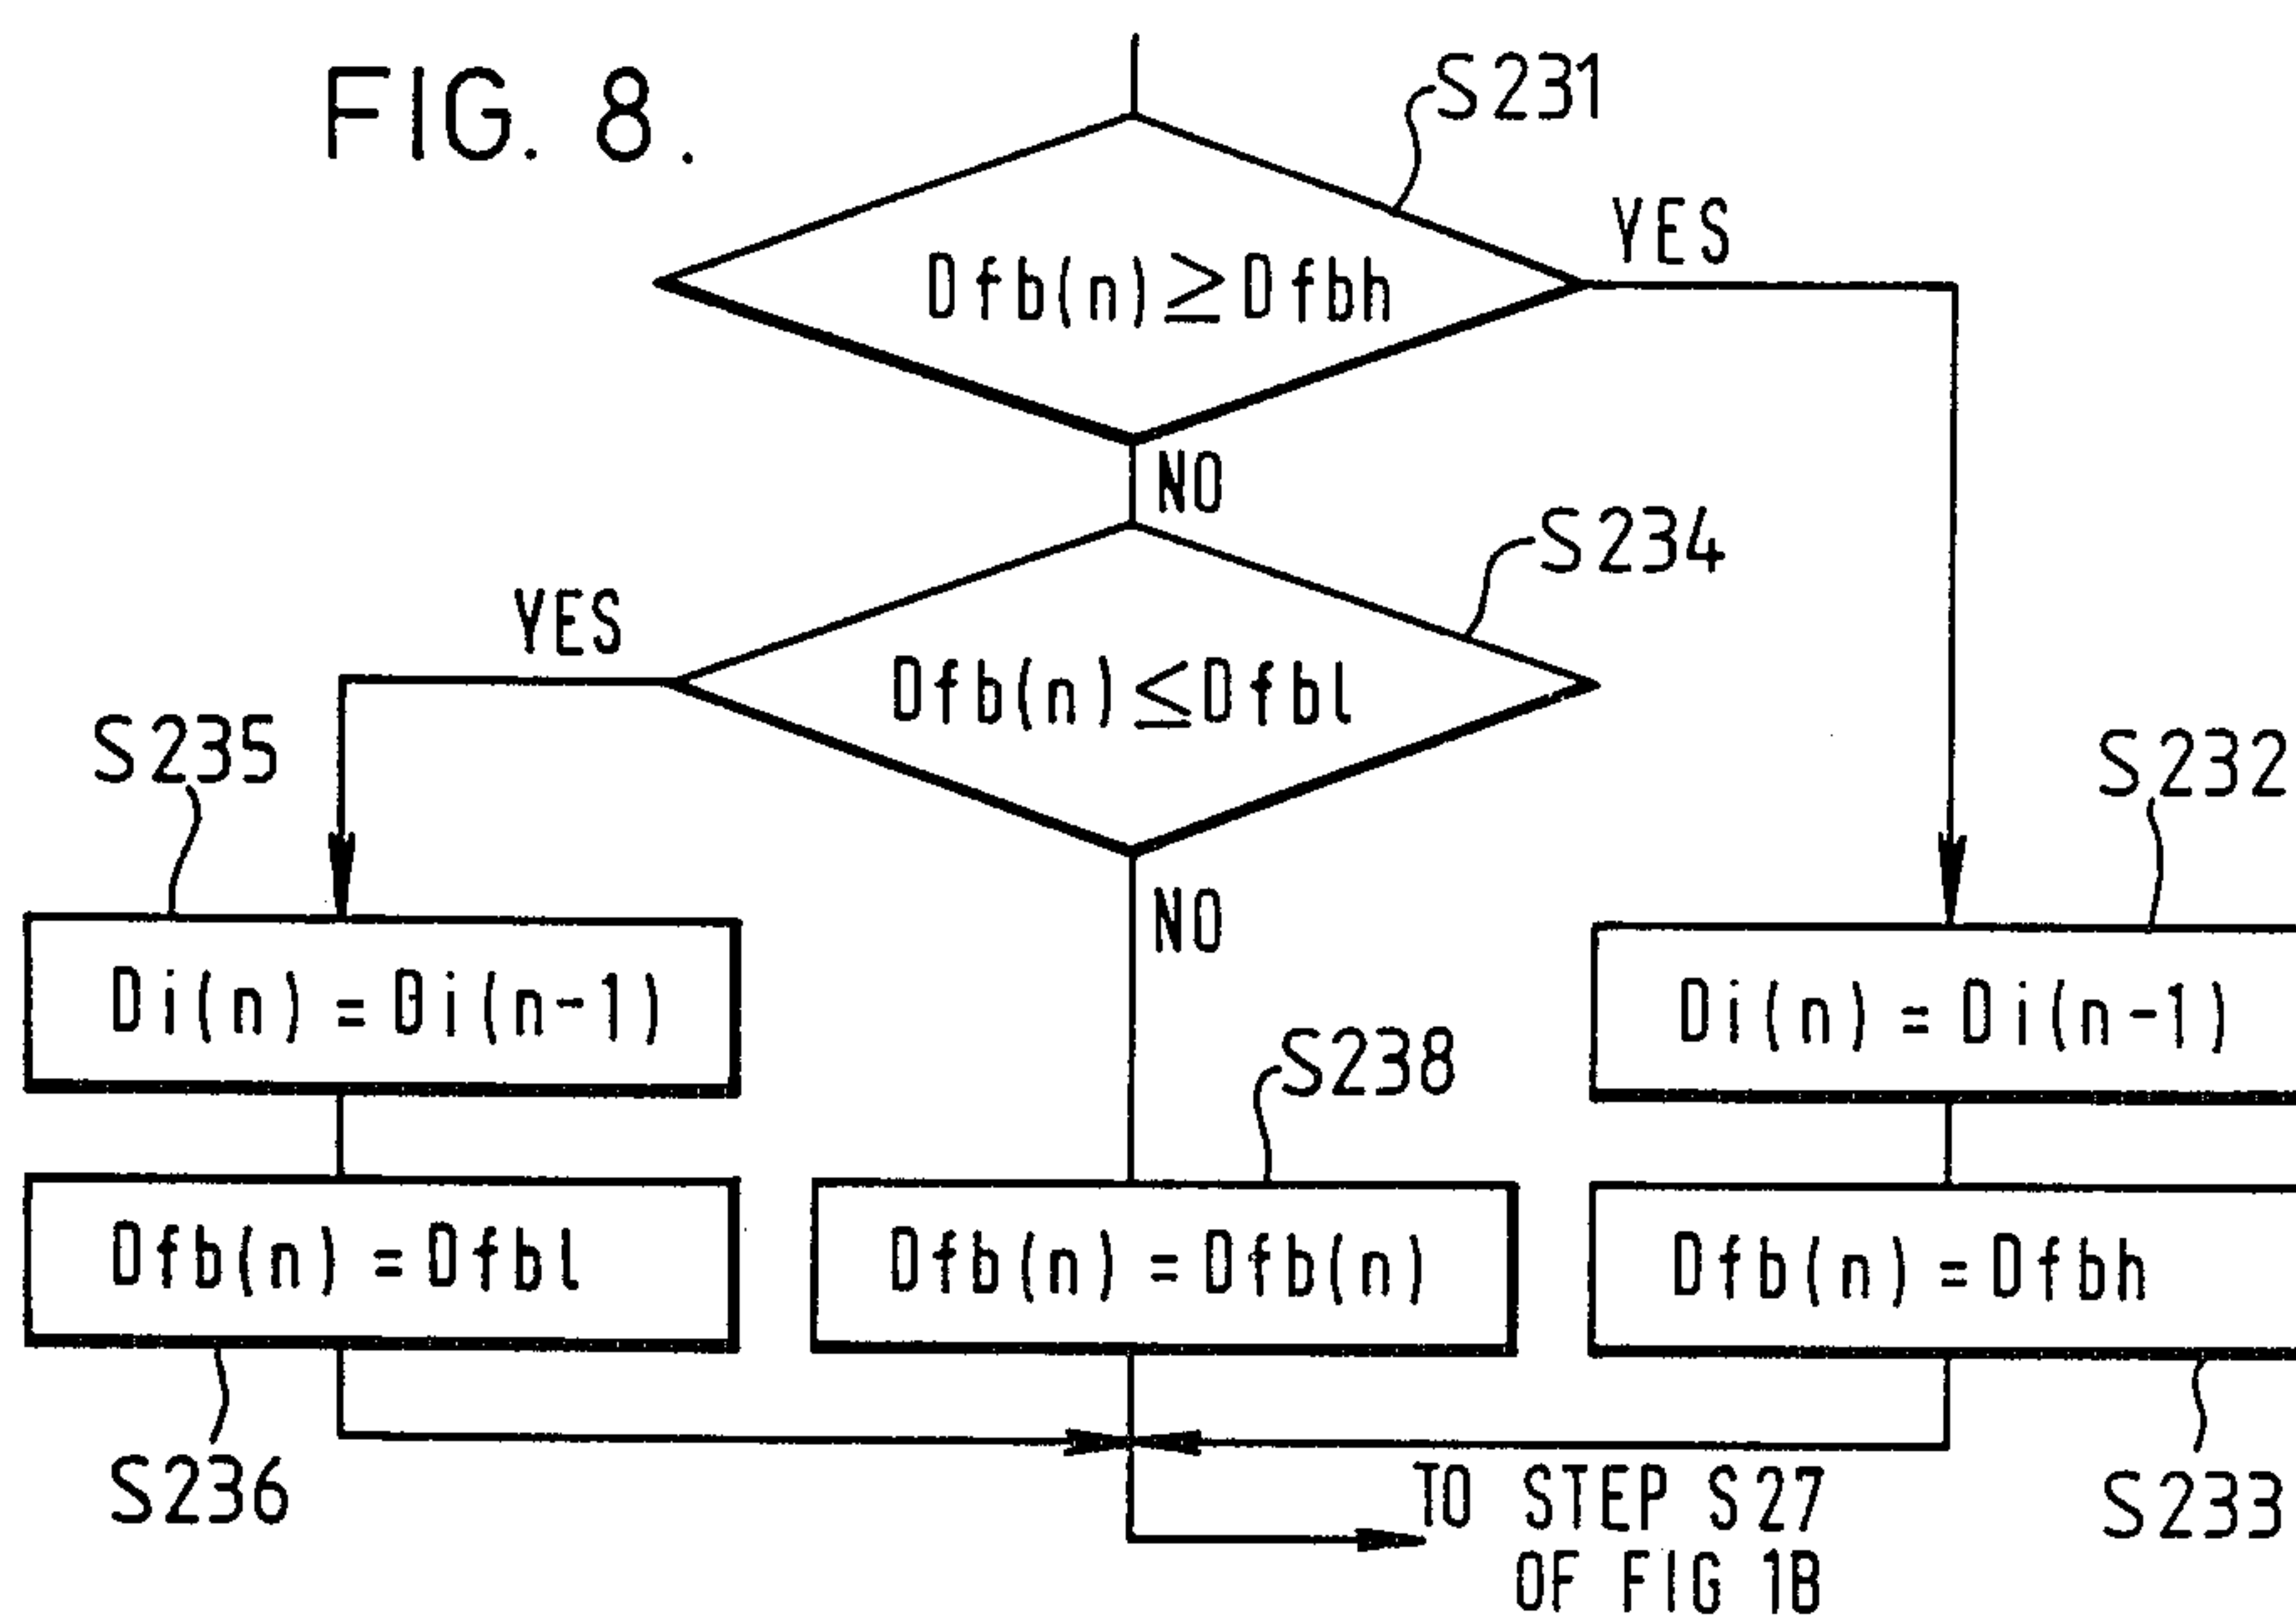 FIG. 8.
S231
YES
Dfb(n)≥Dfbh
NO
S234
YES
Dfb(n)≤Dfbl
S235
S232
NO
Di(n) = Di(n-1)
Di(n) = Di(n-1)
S238
Dfb(n) = Dfbl
Dfb(n) = Dfb(n)
Dfb(n) = Dfbh
S236
TO STEP S27
OF FIG 1B
S233